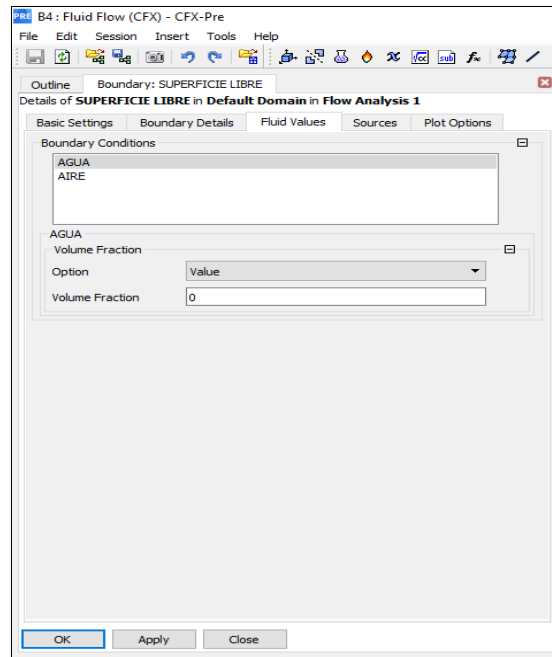 PRE B4 : Fluid Flow (CFX) - CFX-Pre
File Edit Session Insert Tools Help
Outline Boundary: SUPERFICIE LIBRE
Details of SUPERFICIE LIBRE in Default Domain in Flow Analysis 1
Basic Settings Boundary Details Fluid Values Sources Plot Options
Boundary Conditions
AGUA
AIRE
AGUA
Volume Fraction
Option Value
Volume Fraction 0
OK Apply Close